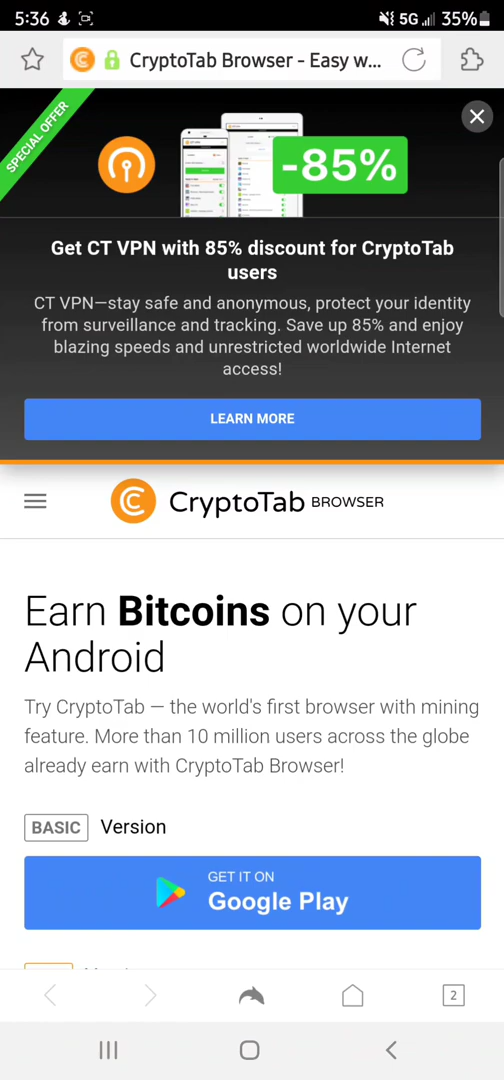 5:36 5G 35%
CryptoTab Browser - Easy w...
SPECIAL OFFER
-85%
Get CT VPN with 85% discount for CryptoTab
users
CT VPN—stay safe and anonymous, protect your identity
from surveillance and tracking. Save up 85% and enjoy
blazing speeds and unrestricted worldwide Internet
access!
LEARN MORE
CryptoTab BROWSER
Earn Bitcoins on your
Android
Try CryptoTab — the world's first browser with mining
feature. More than 10 million users across the globe
already earn with CryptoTab Browser!
BASIC Version
GET IT ON
Google Play
2